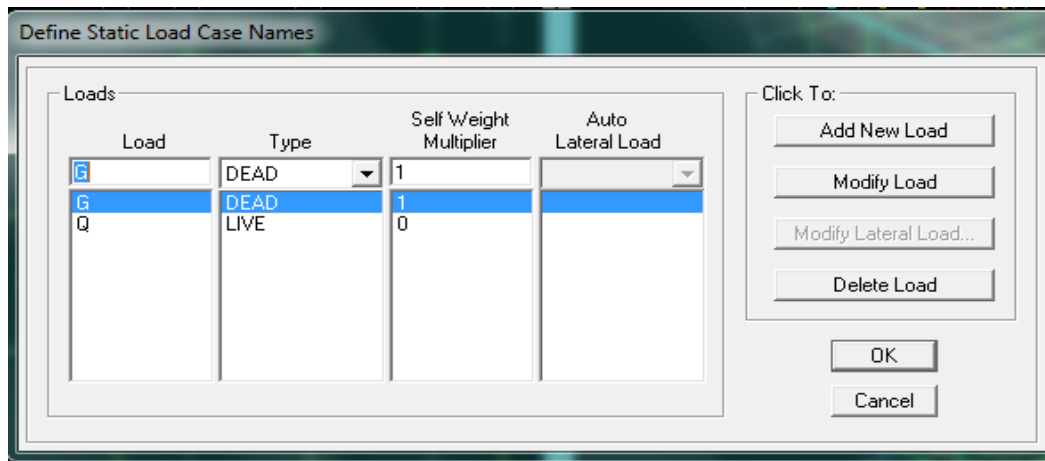 Define Static Load Case Names
Loads
Load Type Self Weight Multiplier Auto Lateral Load
G DEAD 1
G DEAD 1
Q LIVE 0
Click To:
Add New Load
Modify Load
Modify Lateral Load...
Delete Load
OK
Cancel